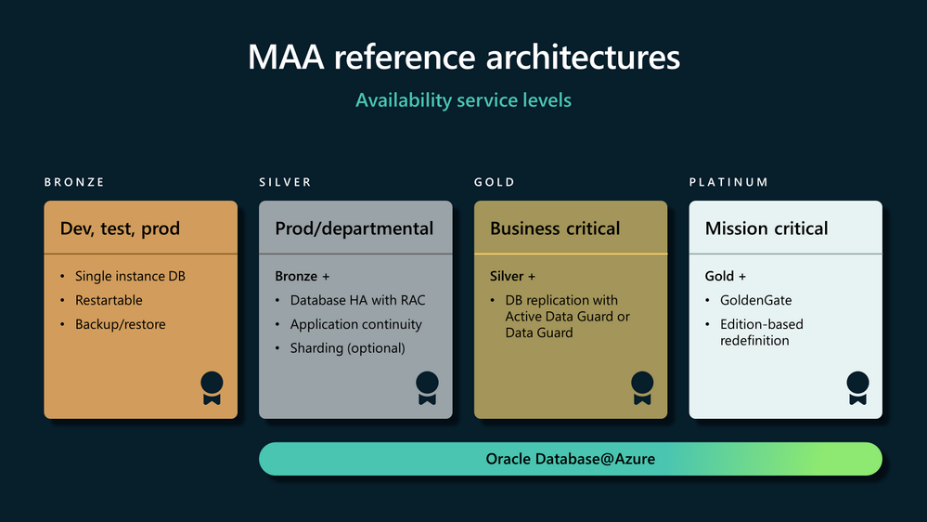 MAA reference architectures
Availability service levels
BRONZE
Dev, test, prod
• Single instance DB
• Restartable
• Backup/restore
SILVER
Prod/departmental
Bronze +
• Database HA with RAC
• Application continuity
• Sharding (optional)
GOLD
Business critical
Silver +
• DB replication with
Active Data Guard or
Data Guard
PLATINUM
Mission critical
Gold +
• GoldenGate
• Edition-based
redefinition
Oracle Database@Azure